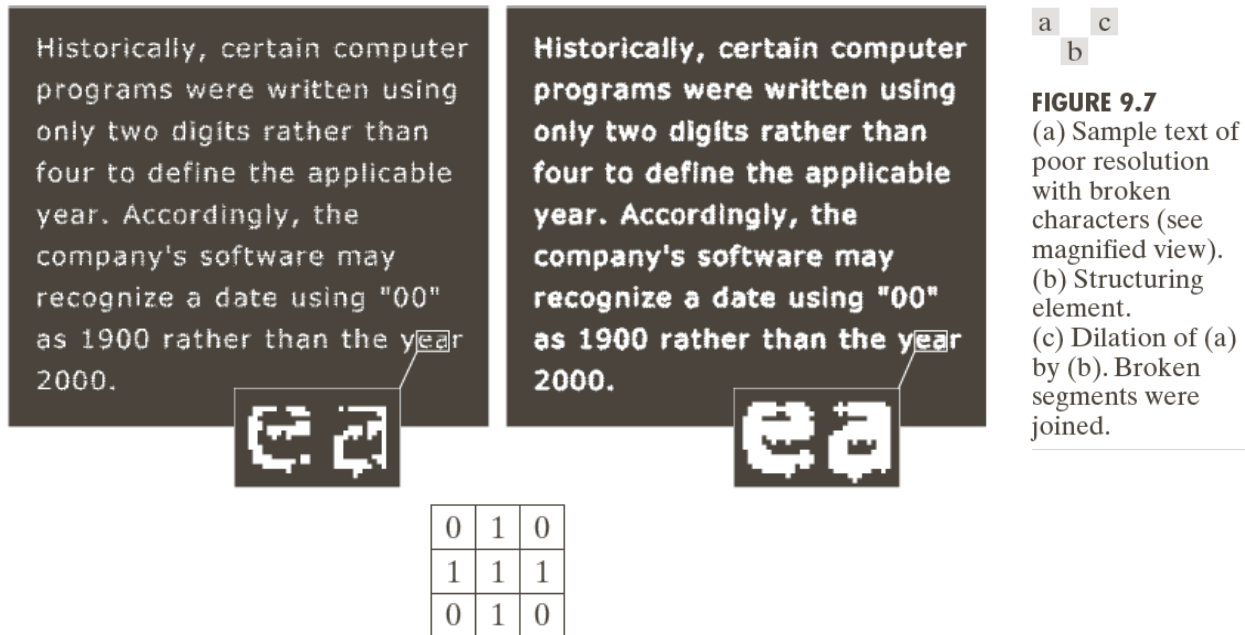 Historically, certain computer
programs were written using
only two digits rather than
four to define the applicable
year. Accordingly, the
company's software may
recognize a date using "00"
as 1900 rather than the year
2000.
e a
Historically, certain computer
programs were written using
only two digits rather than
four to define the applicable
year. Accordingly, the
company's software may
recognize a date using "00"
as 1900 rather than the year
2000.
e a
0 1 0
1 1 1
0 1 0
a c
b
FIGURE 9.7
(a) Sample text of
poor resolution
with broken
characters (see
magnified view).
(b) Structuring
element.
(c) Dilation of (a)
by (b). Broken
segments were
joined.